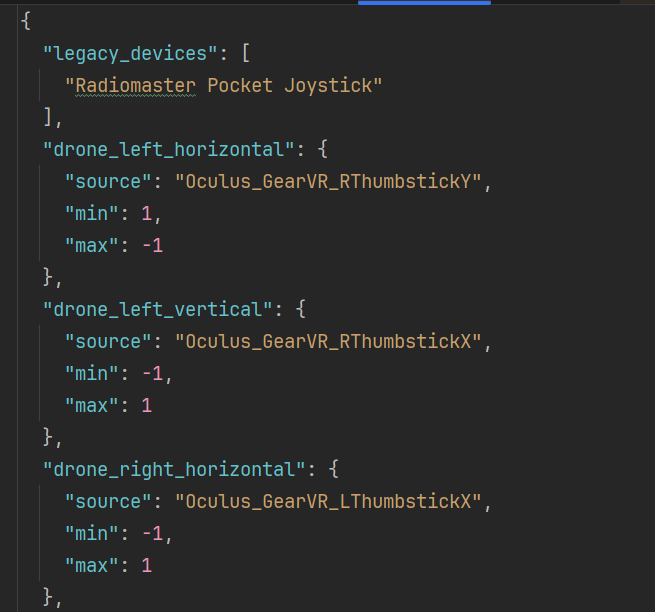 {
"legacy_devices": [
"Radiomaster Pocket Joystick"
],
"drone_left_horizontal": {
"source": "Oculus_GearVR_RThumbstickY",
"min": 1,
"max": -1
},
"drone_left_vertical": {
"source": "Oculus_GearVR_RThumbstickX",
"min": -1,
"max": 1
},
"drone_right_horizontal": {
"source": "Oculus_GearVR_LThumbstickX",
"min": -1,
"max": 1
},